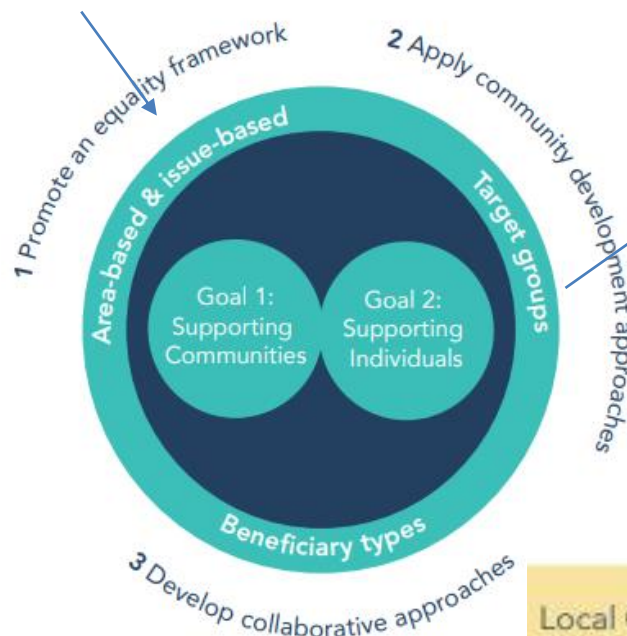 1 Promote an equality framework
2 Apply community development approaches
Area-based & issue-based
Target groups
Goal 1:
Supporting
Communities
Goal 2:
Supporting
Individuals
Beneficiary types
3 Develop collaborative approaches
Local